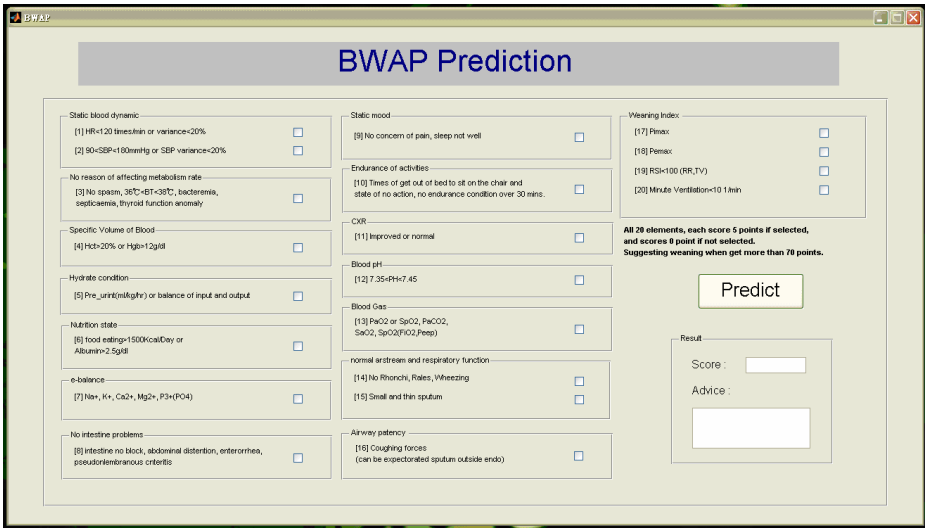 BWAP
BWAP Prediction
Static blood dynamic
[1] HR<120 times/min or variance<20%
[2] 90<SBP<180mmHg or SBP variance<20%
No reason of affecting metabolism rate
[3] No spasm, 36℃<BT<38℃, bacteremia,
septicaemia, thyroid function anomaly
Specific Volume of Blood
[4] Hct>20% or Hgb>12g/dl
Hydrate condition
[5] Pre_urint(ml/kg/hr) or balance of input and output
Nutrition state
[6] food eating>1500Kcal/Day or
Albumin>2.5g/dl
e-balance
[7] Na+, K+, Ca2+, Mg2+, P3+(PO4)
No intestine problems
[8] intestine no block, abdominal distention, enterorrhea,
pseudonlembranous cnteritis
Static mood
[9] No concern of pain, sleep not well
Endurance of activities
[10] Times of get out of bed to sit on the chair and
state of no action, no endurance condition over 30 mins.
CXR
[11] Improved or normal
Blood pH
[12] 7.35<PH<7.45
Blood Gas
[13] PaO2 or SpO2, PaCO2,
SaO2, SpO2(FiO2,Peep)
normal arstream and respiratory function
[14] No Rhonchi, Rales, Wheezing
[15] Small and thin sputum
Airway patency
[16] Coughing forces
(can be expectorated sputum outside endo)
Weaning Index
[17] Pimax
[18] Pemax
[19] RSI<100 (RR,TV)
[20] Minute Ventilation<10 1/min
All 20 elements, each score 5 points if selected,
and scores 0 point if not selected.
Suggesting weaning when get more than 70 points.
Predict
Result
Score :
Advice :